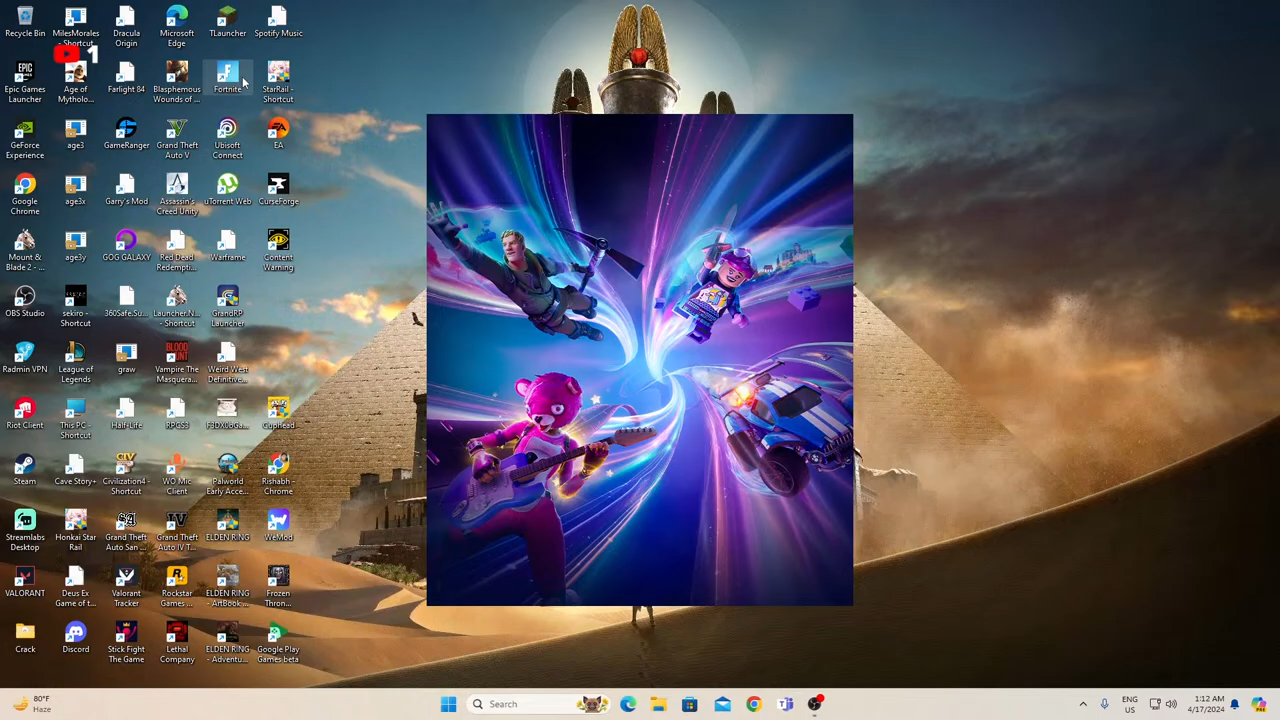 Recycle Bin
MilesMorales
- Shortcut
Dracula
Origin
Microsoft
Edge
TLauncher
Spotify Music
1
Epic Games
Launcher
Age of
Mytholo...
Farlight 84
Blasphemous
Wounds of ...
Fortnite
StarRail -
Shortcut
GeForce
Experience
age3
GameRanger
Grand Theft
Auto V
Ubisoft
Connect
EA
Google
Chrome
age3x
Garry's Mod
Assassin's
Creed Unity
uTorrent Web
CurseForge
Mount &
Blade 2 - ...
age3y
GOG GALAXY
Red Dead
Redempti...
Warframe
Content
Warning
OBS Studio
sekiro -
Shortcut
360Safe.Su...
Launcher.N...
- Shortcut
GrandRP
Launcher
Radmin VPN
League of
Legends
graw
Vampire The
Masquera...
Weird West
Definitive...
Riot Client
This PC -
Shortcut
Half-Life
RPCS3
Cuphead
Steam
Cave Story+
Civilization4 -
Shortcut
WO Mic
Client
Palworld
Early Acce...
Rishabh -
Chrome
Streamlabs
Desktop
Honkai Star
Rail
Grand Theft
Auto San ...
Grand Theft
Auto IV T...
ELDEN RING
WeMod
VALORANT
Deus Ex
Game of t...
Valorant
Tracker
Rockstar
Games ...
ELDEN RING
- ArtBook ...
Frozen
Thron...
Crack
Discord
Stick Fight
The Game
Lethal
Company
ELDEN RING
- Adventu...
Google Play
Games beta
80°F
Haze
Search
ENG
US
1:12 AM
4/17/2024